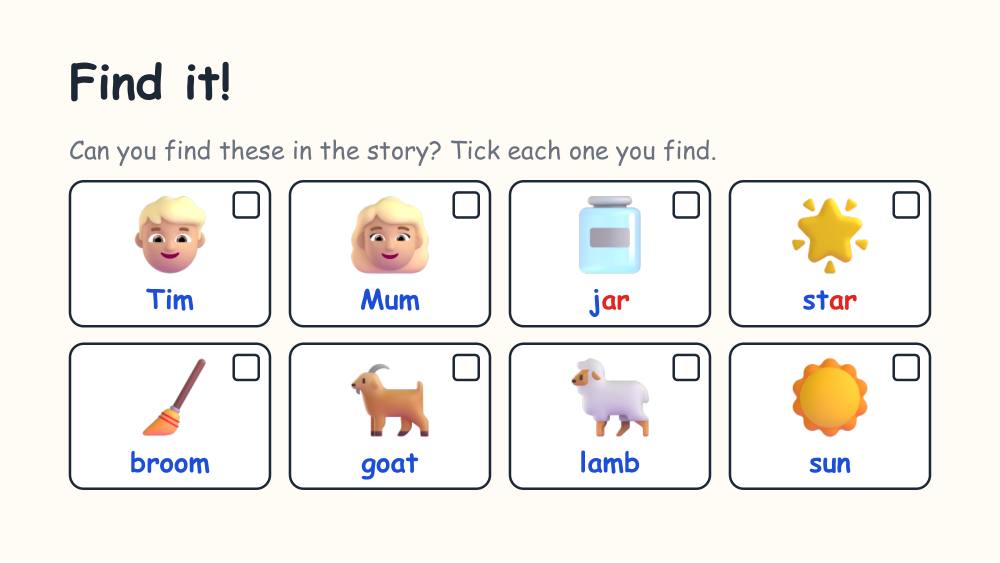 Find it!
Can you find these in the story? Tick each one you find.
Tim
Mum
jar
star
broom
goat
lamb
sun